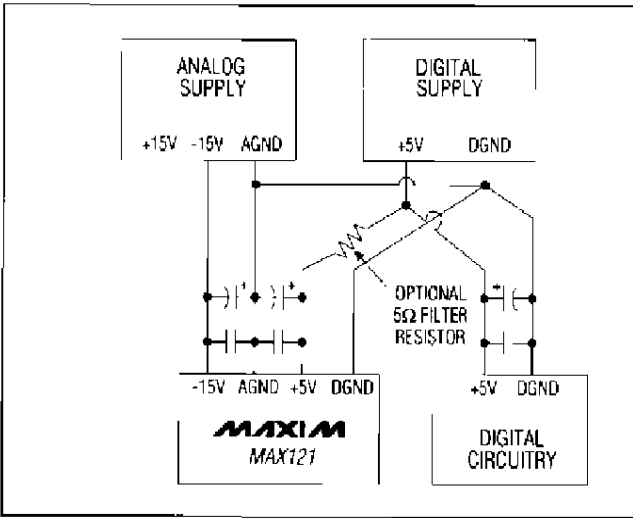 ANALOG
SUPPLY
+15V -15V AGND
DIGITAL
SUPPLY
+5V DGND
+
+
OPTIONAL
5Ω FILTER
RESISTOR
+
-15V AGND +5V DGND
MAXIM
MAX121
+5V DGND
DIGITAL
CIRCUITRY